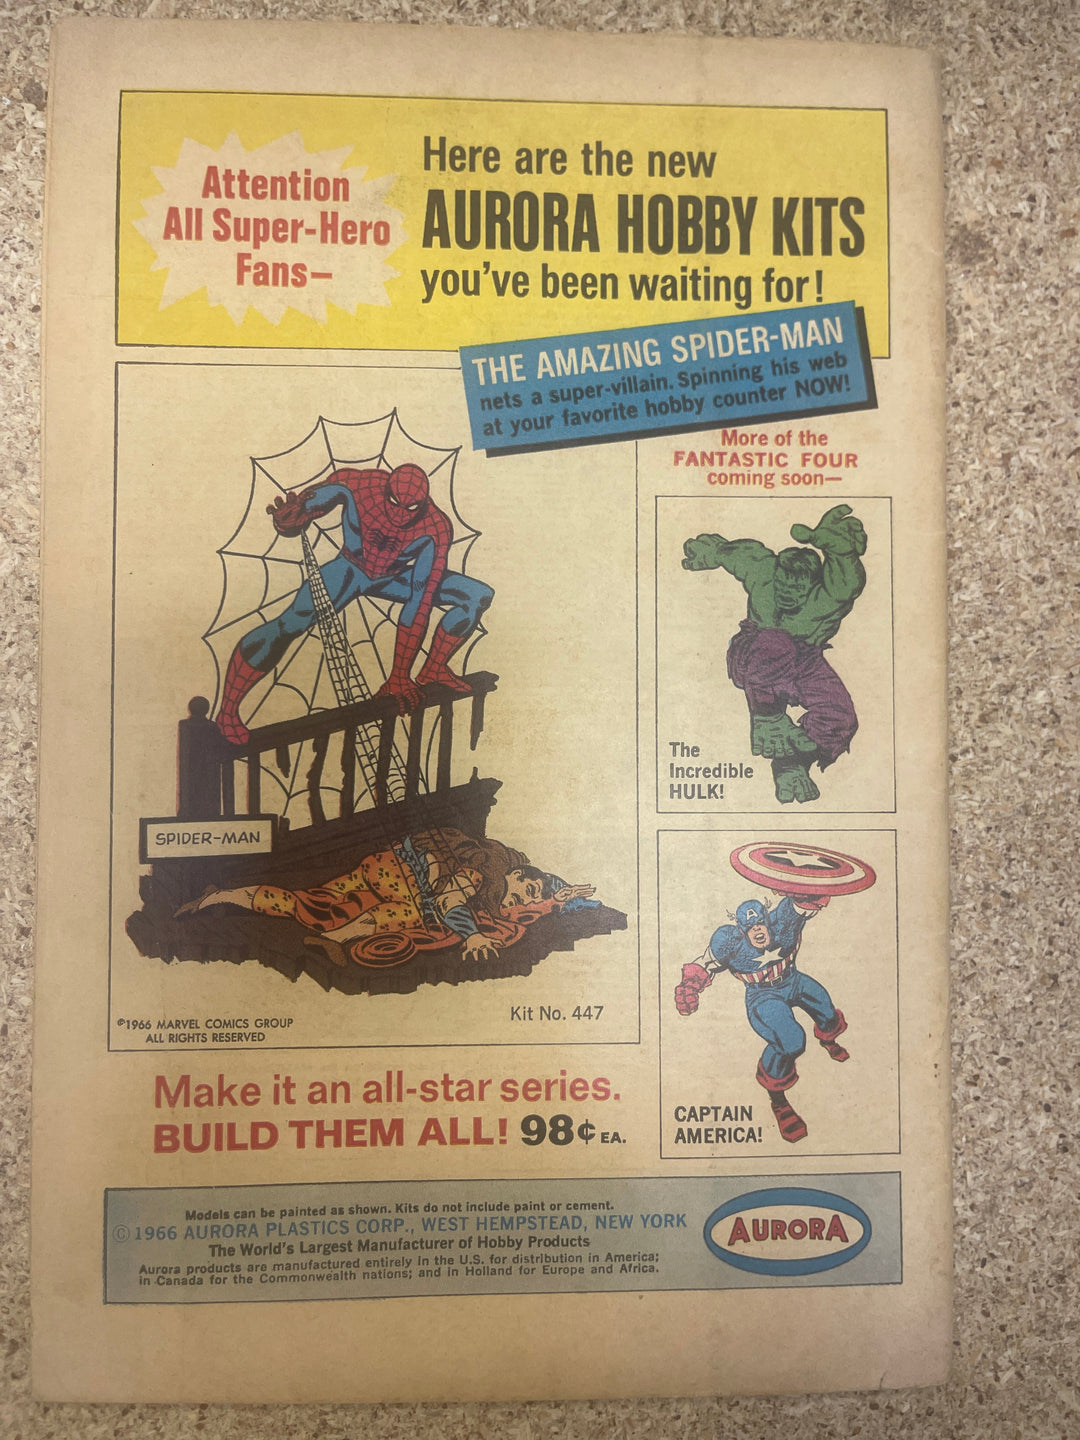 Attention
All Super-Hero
Fans—
Here are the new
AURORA HOBBY KITS
you've been waiting for!
THE AMAZING SPIDER-MAN
nets a super-villain. Spinning his web
at your favorite hobby counter NOW!
More of the
FANTASTIC FOUR
coming soon—
The
Incredible
HULK!
SPIDER-MAN
A
CAPTAIN
AMERICA!
Kit No. 477
©1966 MARVEL COMICS GROUP
ALL RIGHTS RESERVED
Make it an all-star series.
BUILD THEM ALL! 98¢ EA.
Models can be painted as shown. Kits do not include paint or cement.
© 1966 AURORA PLASTICS CORP., WEST HEMPSTEAD, NEW YORK
The World's Largest Manufacturer of Hobby Products
Aurora products are manufactured entirely in the U.S. for distribution in America;
in Canada for the Commonwealth nations; and in Holland for Europe and Africa.
AURORA